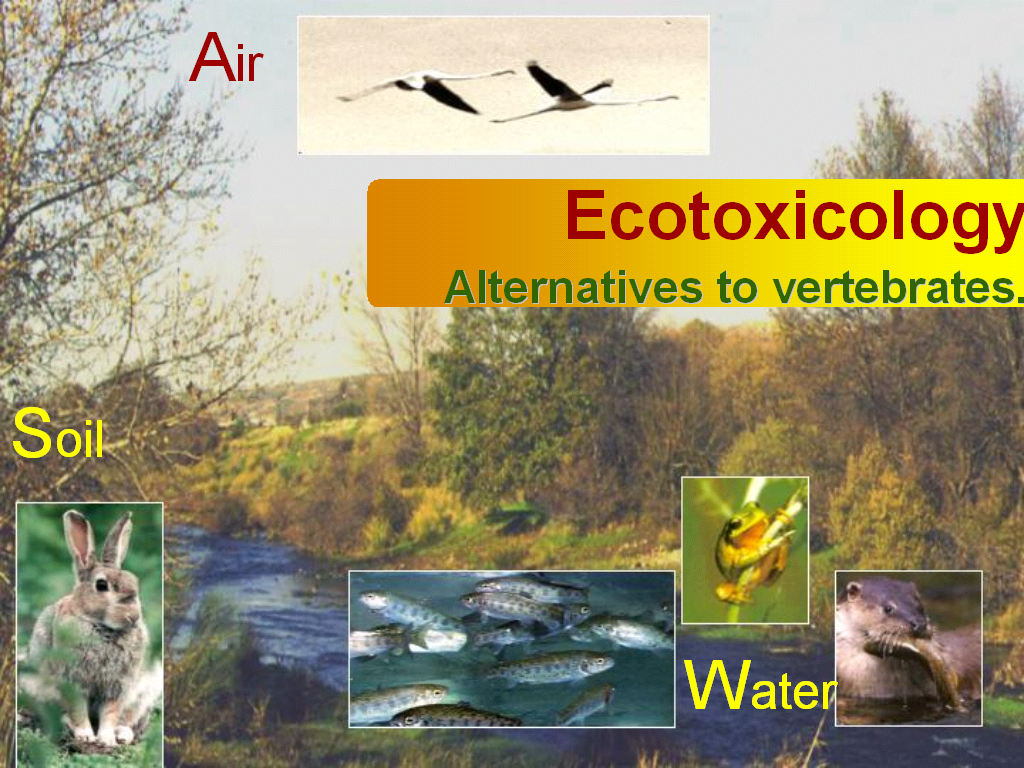 Air
Ecotoxicology
Alternatives to vertebrates.
Soil
Water